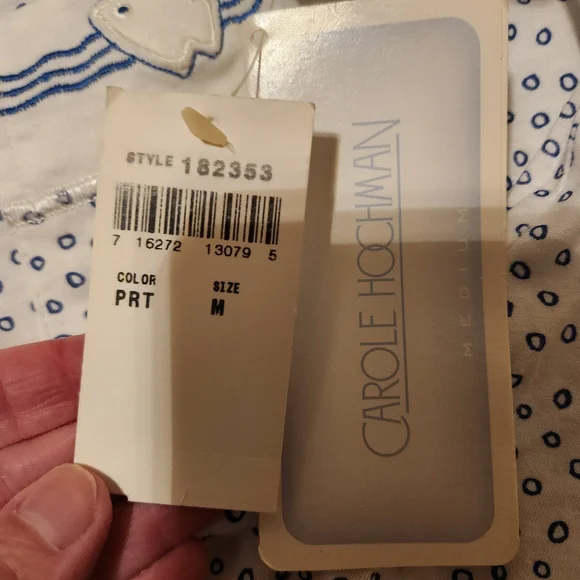 STYLE 182353
7 16272 13079 5
COLOR SIZE
PRT M
CAROLE HOCHMAN
MEDIUM